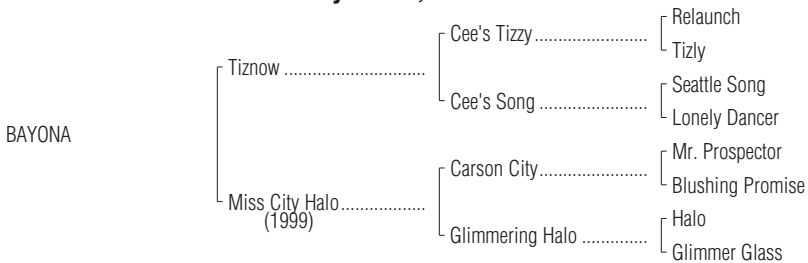 Relaunch
Cee's Tizzy
Tizly
Tiznow
Seattle Song
Cee's Song
Lonely Dancer
BAYONA
Mr. Prospector
Carson City
Blushing Promise
Miss City Halo
(1999)
Halo
Glimmering Halo
Glimmer Glass